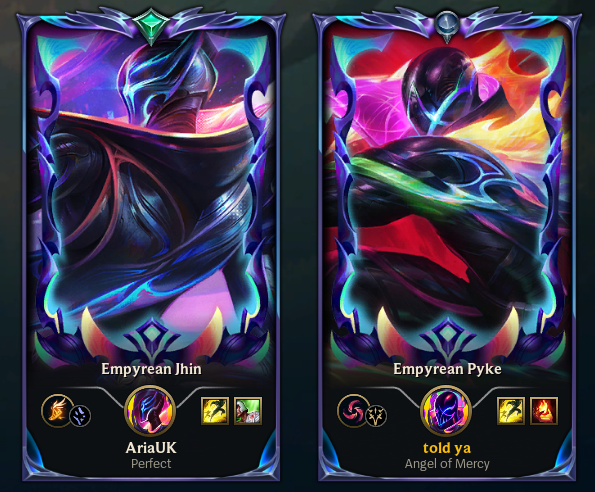 Empyrean Jhin
AriaUK
Perfect
Empyrean Pyke
told ya
Angel of Mercy